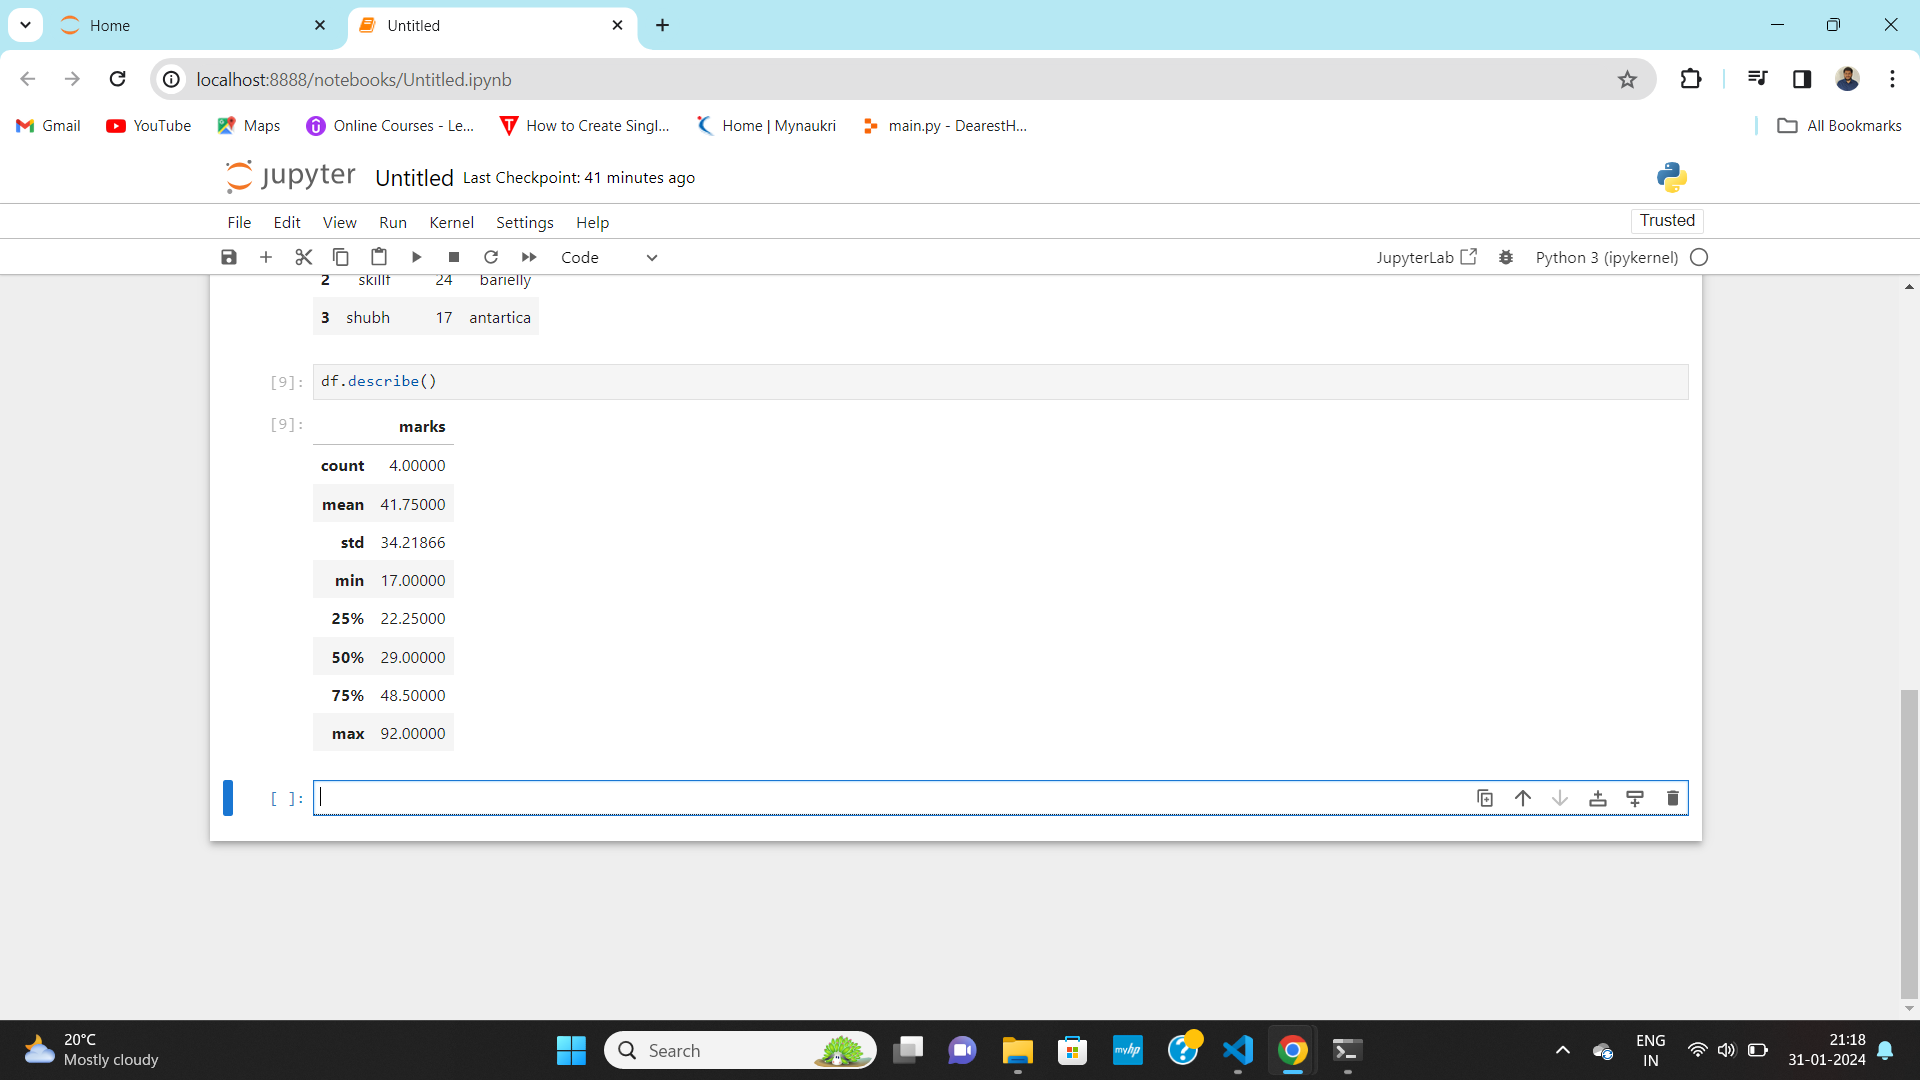 Home
Untitled
localhost:8888/notebooks/Untitled.ipynb
Gmail YouTube Maps Online Courses - Le... How to Create Singl... Home | Mynaukri main.py - DearestH... All Bookmarks
jupyter Untitled Last Checkpoint: 41 minutes ago
File Edit View Run Kernel Settings Help Trusted
Code JupyterLab Python 3 (ipykernel)
2 skillf 24 barielly
3 shubh 17 antartica
[9]: df.describe()
[9]: marks
count 4.00000
mean 41.75000
std 34.21866
min 17.00000
25% 22.25000
50% 29.00000
75% 48.50000
max 92.00000
[ ]:
20°C
Mostly cloudy
Search
myhp
ENG
IN
21:18
31-01-2024